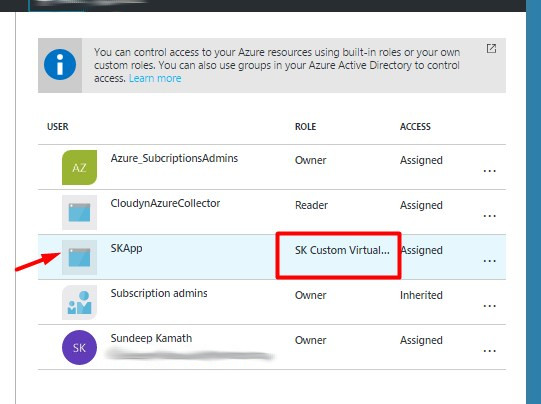 You can control access to your Azure resources using built-in roles or your own
custom roles. You can also use groups in your Azure Active Directory to control
access. Learn more
USER ROLE ACCESS
AZ Azure_SubcriptionsAdmins Owner Assigned ...
CloudynAzureCollector Reader Assigned ...
SKApp SK Custom Virtual... Assigned ...
Subscription admins Owner Inherited ...
SK Sundeep Kamath Owner Assigned ...